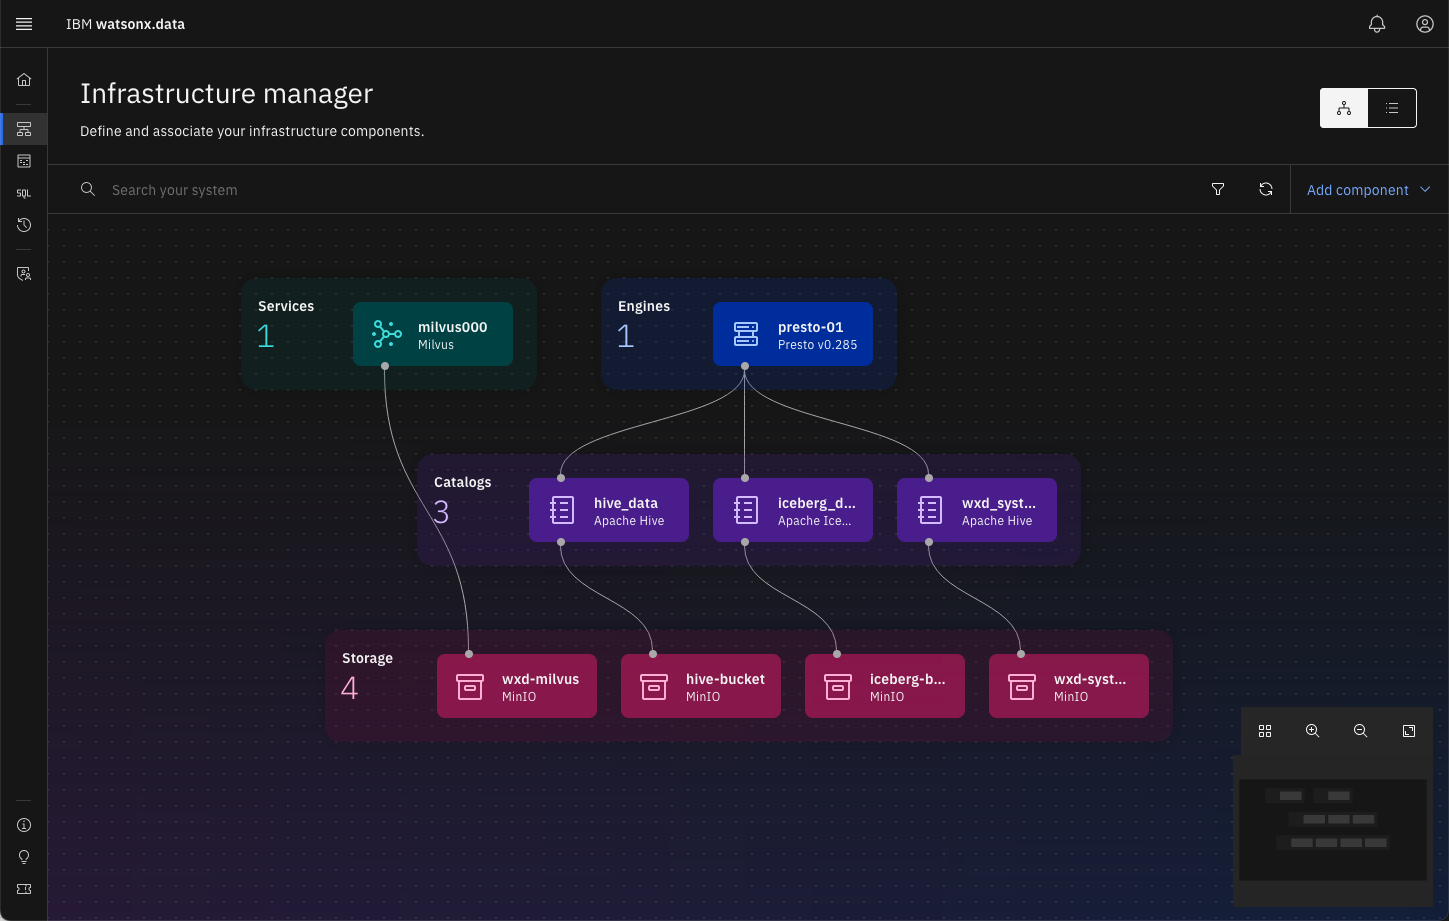 IBM watsonx.data
Infrastructure manager
Define and associate your infrastructure components.
Search your system
Add component
Services
1
milvus000
Milvus
Engines
1
presto-01
Presto v0.285
Catalogs
3
hive_data
Apache Hive
iceberg_d...
Apache Ice...
wxd_syst...
Apache Hive
Storage
4
wxd-milvus
MinIO
hive-bucket
MinIO
iceberg-b...
MinIO
wxd-syst...
MinIO
SQL